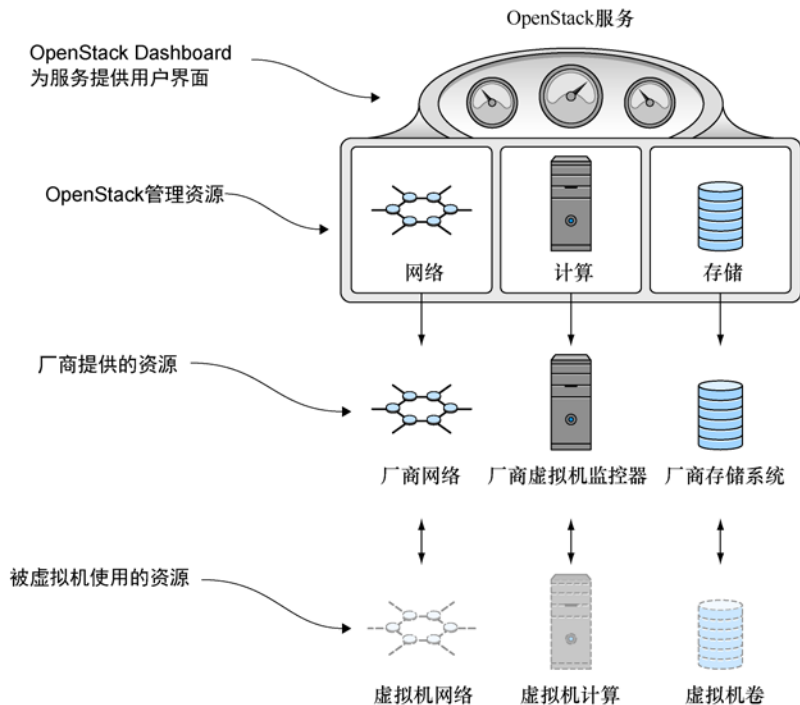 OpenStack服务
OpenStack Dashboard
为服务提供用户界面
OpenStack管理资源
网络
计算
存储
厂商提供的资源
厂商网络
厂商虚拟机监控器
厂商存储系统
被虚拟机使用的资源
虚拟机网络
虚拟机计算
虚拟机卷